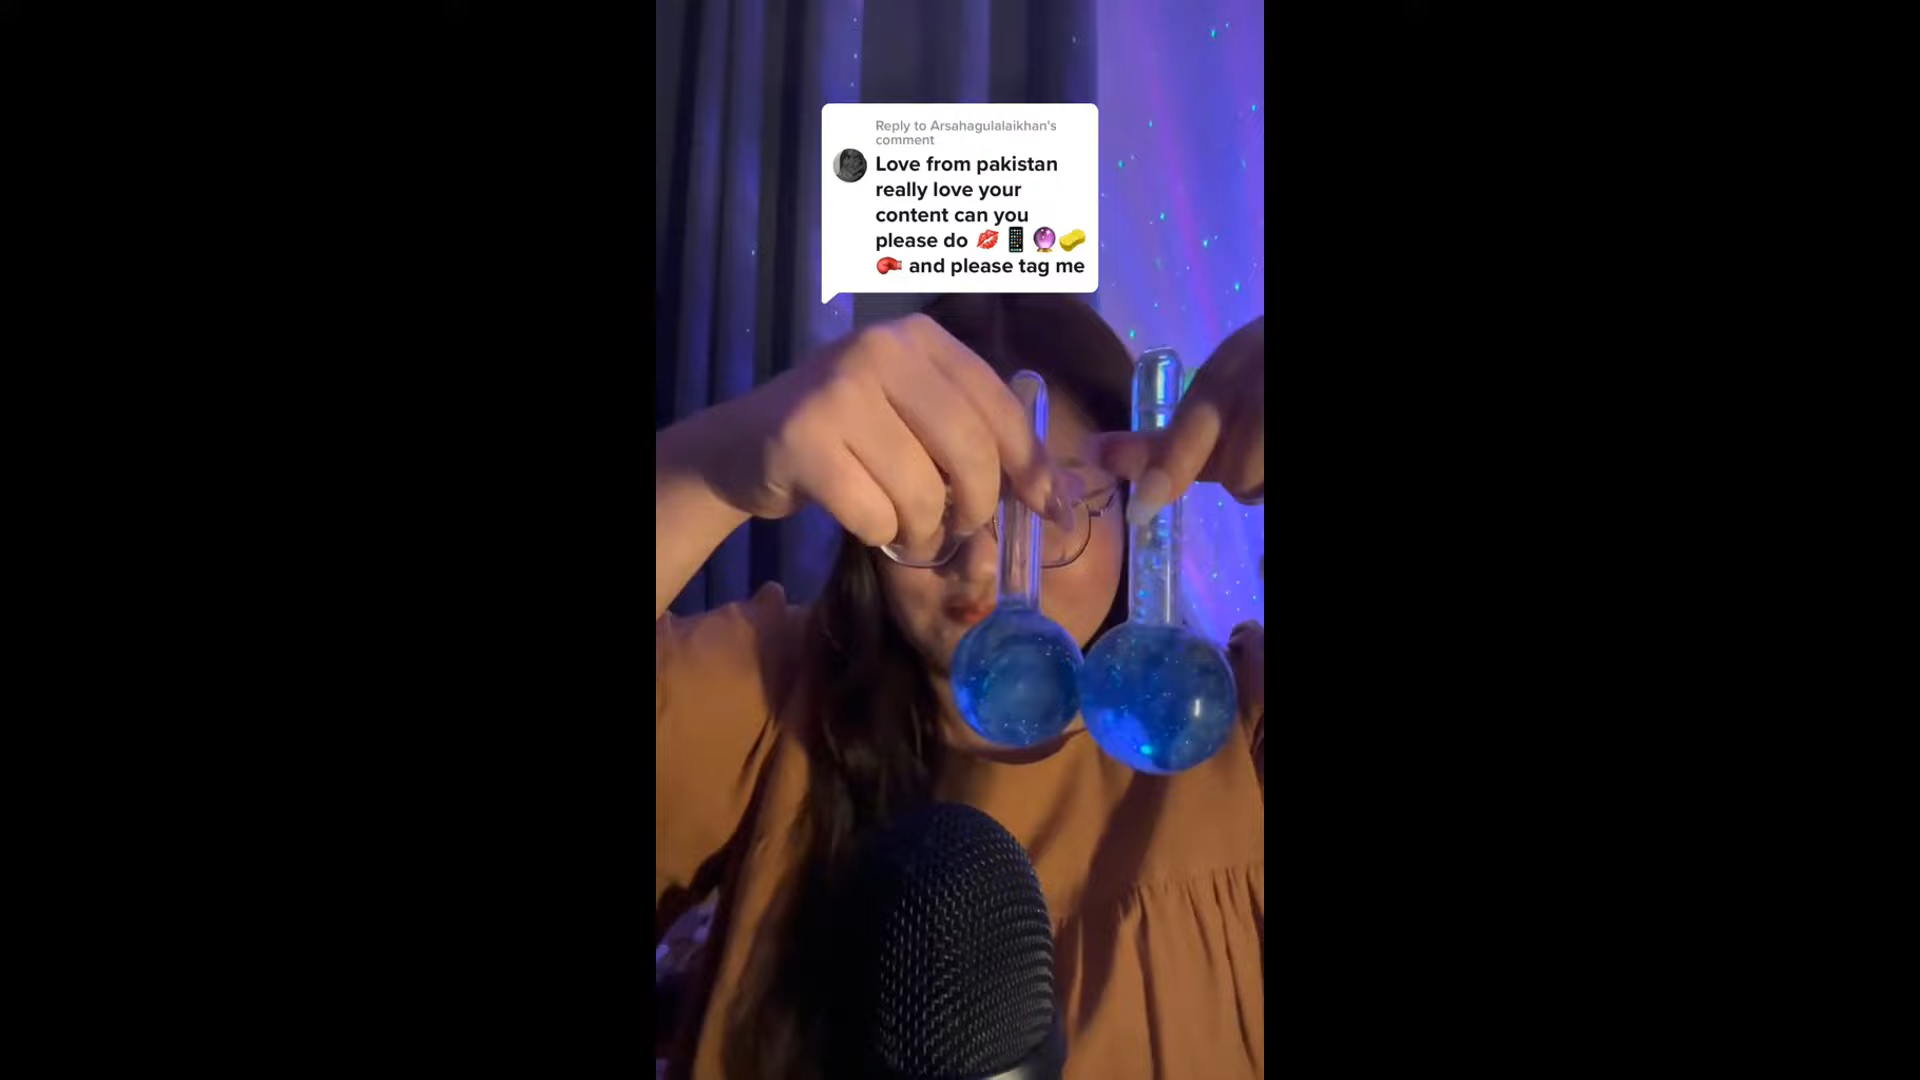 Reply to Arsahagulalaikhan's
comment
Love from pakistan
really love your
content can you
please do 💋 📱🔮🧽
🥊 and please tag me